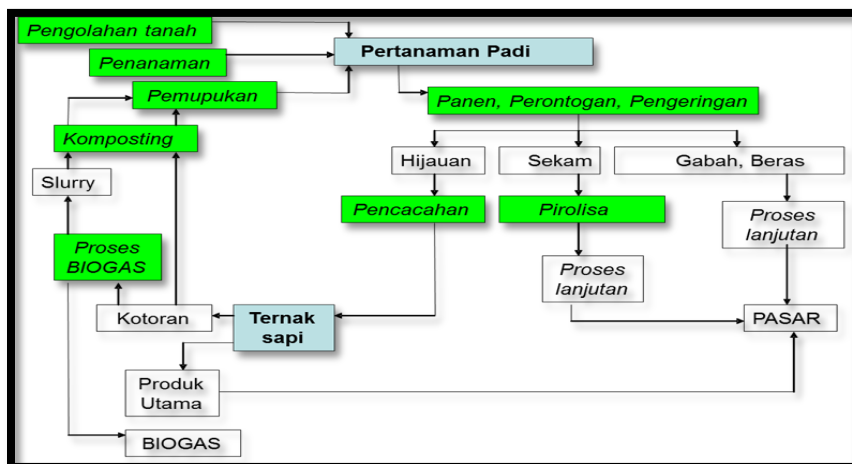 Pengolahan tanah
Pertanaman Padi
Penanaman
Pemupukan
Panen, Perontogan, Pengeringan
Komposting
Hijauan
Sekam
Gabah, Beras
Slurry
Pencacahan
Pirolisa
Proses
lanjutan
Proses
BIOGAS
Proses
lanjutan
Kotoran
Ternak
sapi
PASAR
Produk
Utama
BIOGAS